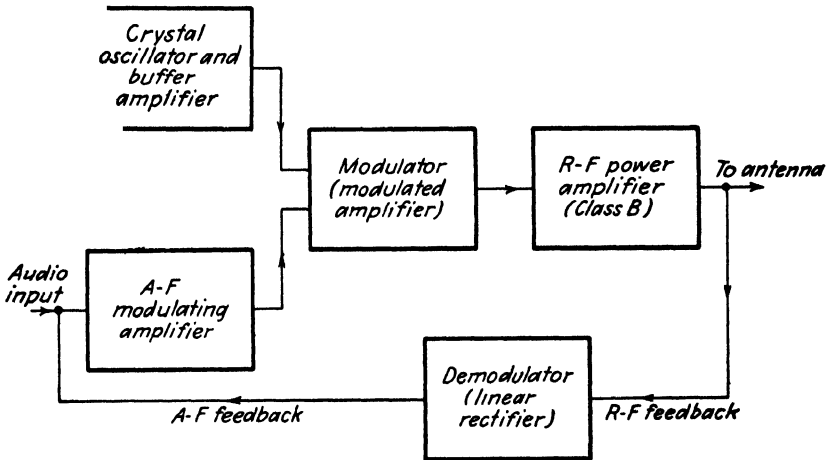 Crystal
oscillator and
buffer
amplifier
Modulator
(modulated
amplifier)
R-F power
amplifier
(Class B)
To antenna
Audio
input
A-F
modulating
amplifier
Demodulator
(linear
rectifier)
A-F feedback
R-F feedback